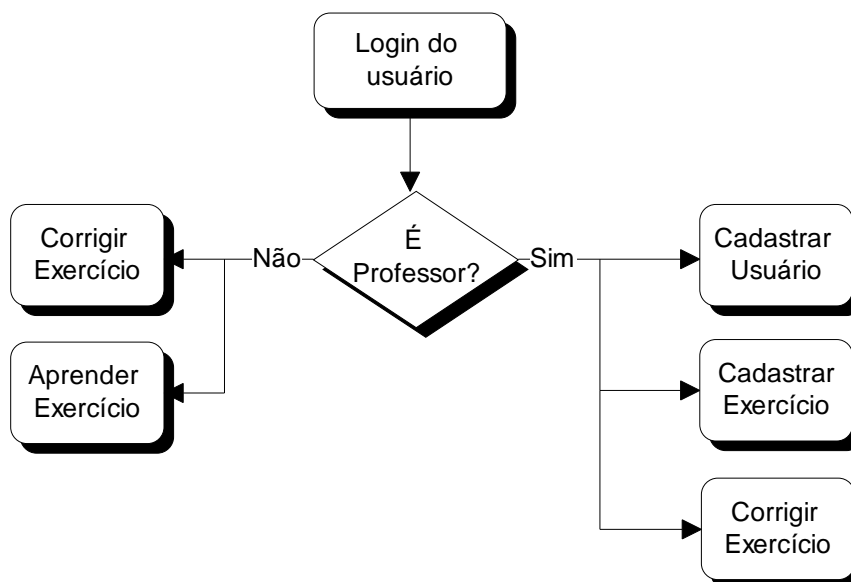 Login do
usuário
É
Professor?
Não
Sim
Corrigir
Exercício
Aprender
Exercício
Cadastrar
Usuário
Cadastrar
Exercício
Corrigir
Exercício